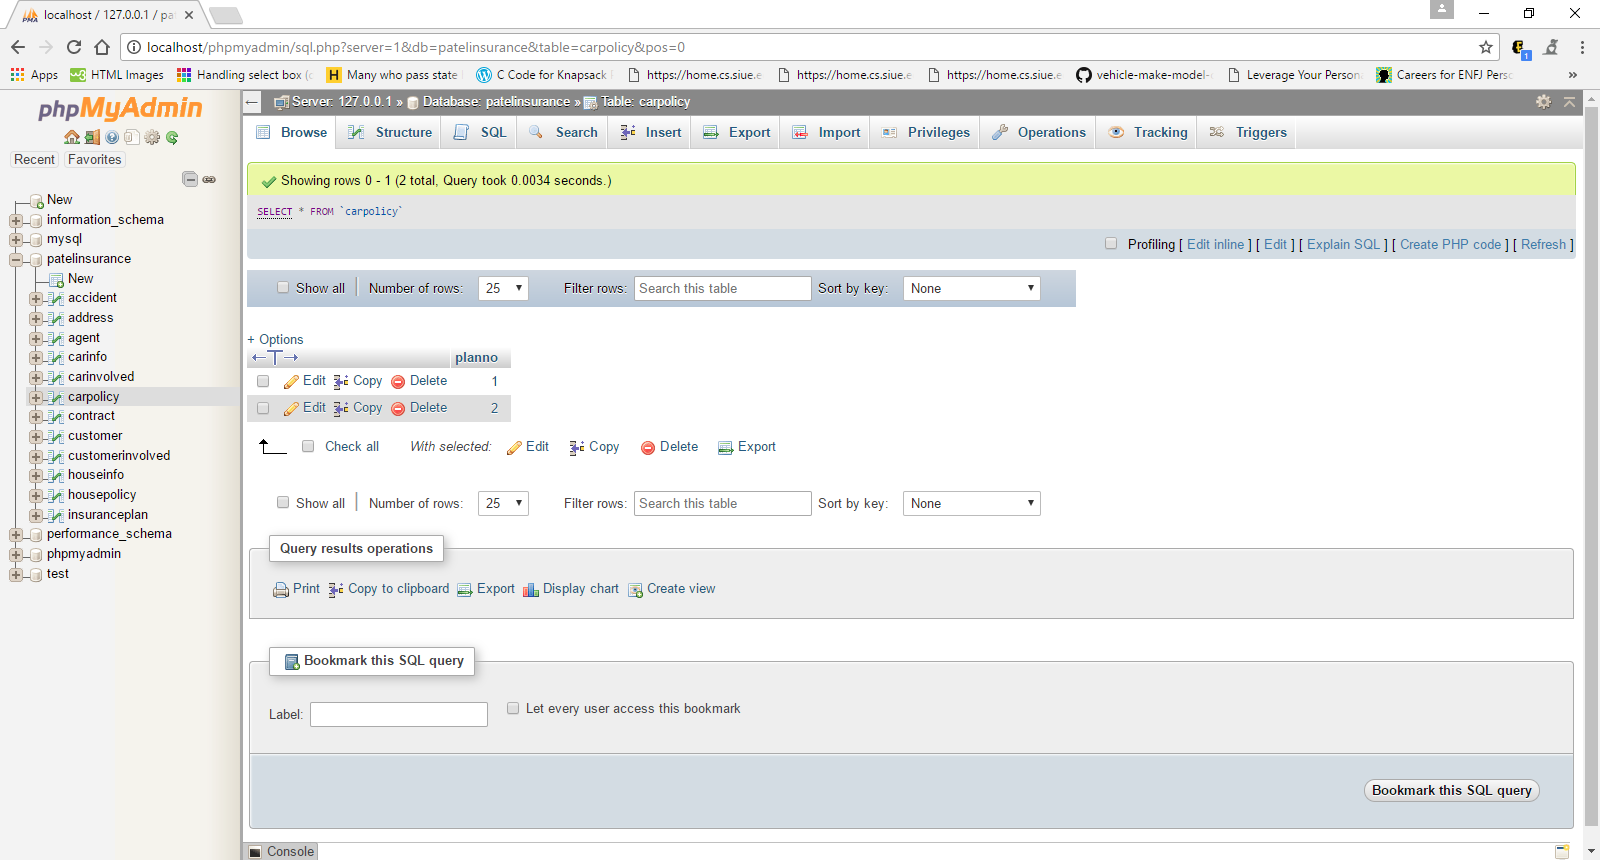 localhost / 127.0.0.1 / pa
localhost/phpmyadmin/sql.php?server=1&db=patelinsurance&table=carpolicy&pos=0
1
Apps HTML Images Handling select box (c Many who pass state C Code for Knapsack https://home.cs.siue.e https://home.cs.siue.e https://home.cs.siue.e vehicle-make-model- Leverage Your Person Careers for ENFJ Perso »
phpMyAdmin
Recent Favorites
New
information_schema
mysql
patelinsurance
New
accident
address
agent
carinfo
carinvolved
carpolicy
contract
customer
customerinvolved
houseinfo
housepolicy
insuranceplan
performance_schema
phpmyadmin
test
Server: 127.0.0.1 » Database: patelinsurance » Table: carpolicy
Browse Structure SQL Search Insert Export Import Privileges Operations Tracking Triggers
Showing rows 0 - 1 (2 total, Query took 0.0034 seconds.)
SELECT * FROM `carpolicy`
Profiling [ Edit inline ] [ Edit ] [ Explain SQL ] [ Create PHP code ] [ Refresh ]
Show all Number of rows: 25 Filter rows: Search this table Sort by key: None
+ Options
←T→ planno
Edit Copy Delete 1
Edit Copy Delete 2
Check all With selected: Edit Copy Delete Export
Show all Number of rows: 25 Filter rows: Search this table Sort by key: None
Query results operations
Print Copy to clipboard Export Display chart Create view
Bookmark this SQL query
Label: Let every user access this bookmark
Bookmark this SQL query
Console